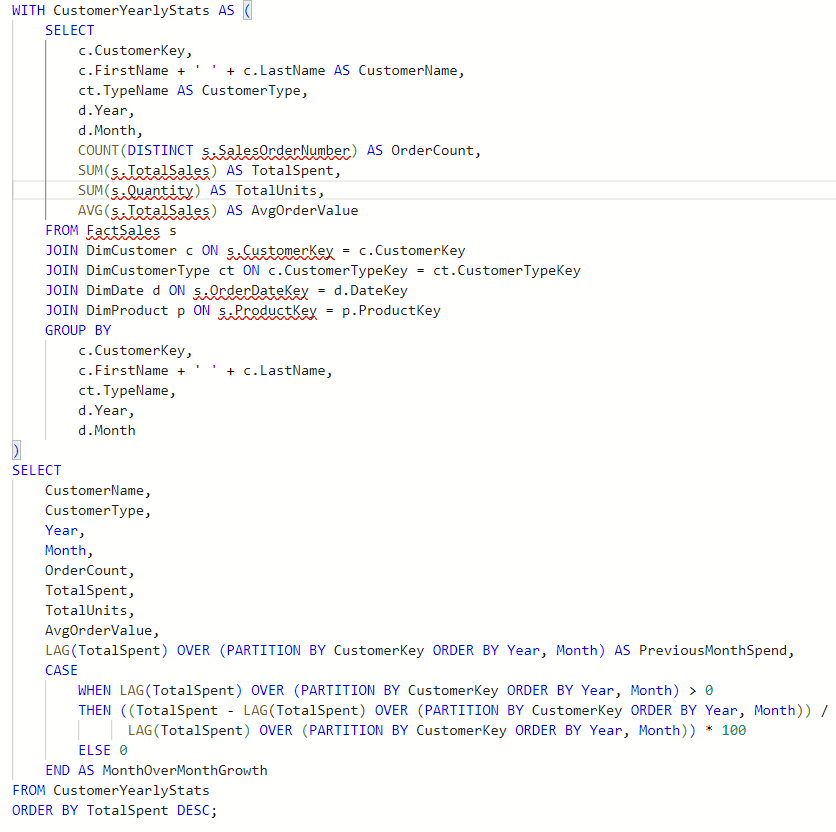 WITH CustomerYearlyStats AS (
    SELECT
        c.CustomerKey,
        c.FirstName + ' ' + c.LastName AS CustomerName,
        ct.TypeName AS CustomerType,
        d.Year,
        d.Month,
        COUNT(DISTINCT s.SalesOrderNumber) AS OrderCount,
        SUM(s.TotalSales) AS TotalSpent,
        SUM(s.Quantity) AS TotalUnits,
        AVG(s.TotalSales) AS AvgOrderValue
    FROM FactSales s
    JOIN DimCustomer c ON s.CustomerKey = c.CustomerKey
    JOIN DimCustomerType ct ON c.CustomerTypeKey = ct.CustomerTypeKey
    JOIN DimDate d ON s.OrderDateKey = d.DateKey
    JOIN DimProduct p ON s.ProductKey = p.ProductKey
    GROUP BY
        c.CustomerKey,
        c.FirstName + ' ' + c.LastName,
        ct.TypeName,
        d.Year,
        d.Month
)
SELECT
    CustomerName,
    CustomerType,
    Year,
    Month,
    OrderCount,
    TotalSpent,
    TotalUnits,
    AvgOrderValue,
    LAG(TotalSpent) OVER (PARTITION BY CustomerKey ORDER BY Year, Month) AS PreviousMonthSpend,
    CASE
        WHEN LAG(TotalSpent) OVER (PARTITION BY CustomerKey ORDER BY Year, Month) > 0
        THEN ((TotalSpent - LAG(TotalSpent) OVER (PARTITION BY CustomerKey ORDER BY Year, Month)) /
              LAG(TotalSpent) OVER (PARTITION BY CustomerKey ORDER BY Year, Month)) * 100
        ELSE 0
    END AS MonthOverMonthGrowth
FROM CustomerYearlyStats
ORDER BY TotalSpent DESC;